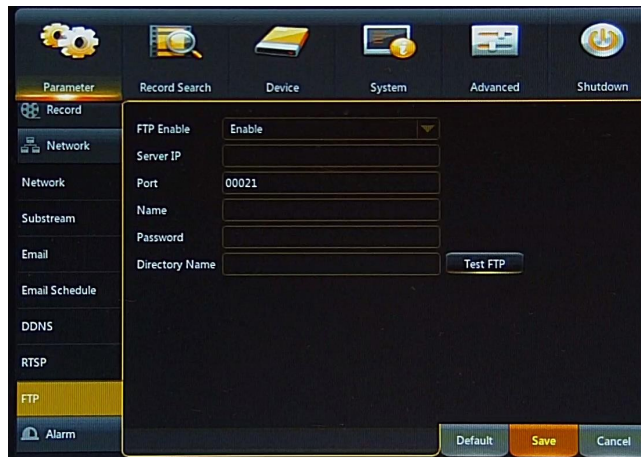 Parameter
Record Search
Device
System
Advanced
Shutdown
Record
Network
Network
Substream
Email
Email Schedule
DDNS
RTSP
FTP
Alarm
FTP Enable Enable
Server IP
Port 00021
Name
Password
Directory Name Test FTP
Default Save Cancel